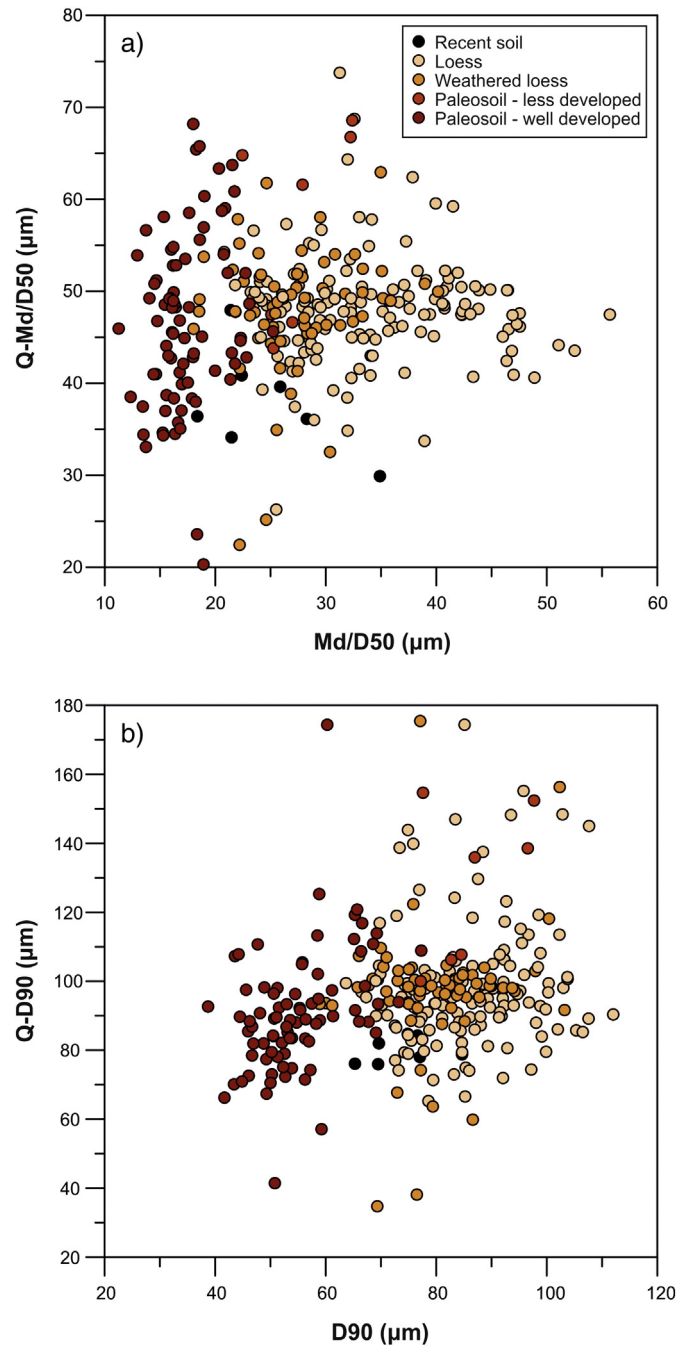 a)
Recent soil
Loess
Weathered loess
Paleosoil - less developed
Paleosoil - well developed
80
70
60
50
40
30
20
Q-Md/D50 (μm)
10 20 30 40 50 60
Md/D50 (μm)
b)
180
160
140
120
100
80
60
40
20
Q-D90 (μm)
20 40 60 80 100 120
D90 (μm)